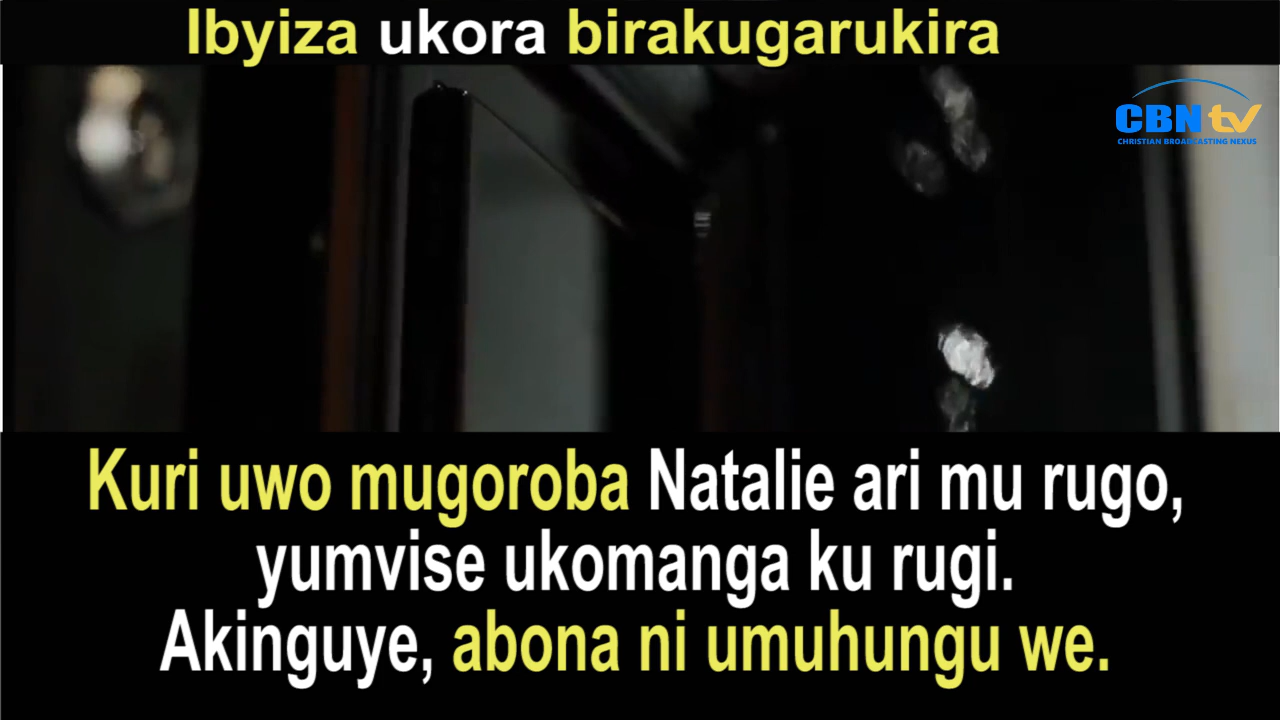 Ibyiza ukora birakugarukira
CBN tv
CHRISTIAN BROADCASTING NEXUS
Kuri uwo mugoroba Natalie ari mu rugo,
yumvise ukomanga ku rugi.
Akinguye, abona ni umuhungu we.